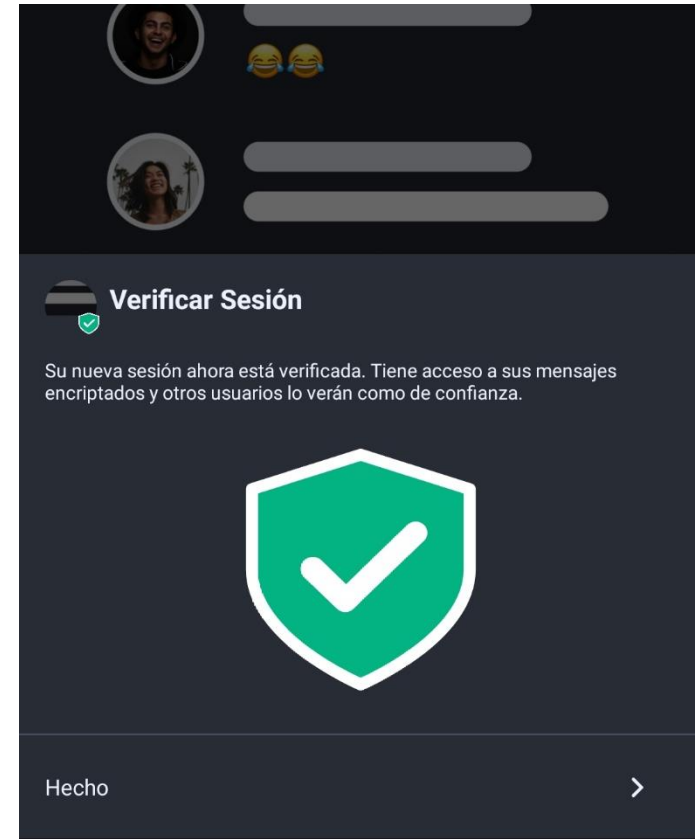 😂😂
Verificar Sesión
Su nueva sesión ahora está verificada. Tiene acceso a sus mensajes
encriptados y otros usuarios lo verán como de confianza.
Hecho